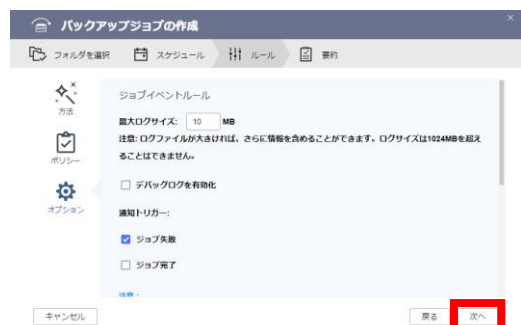 バックアップジョブの作成
フォルダを選択 スケジュール ルール 要約
方法
ポリシー
オプション
ジョブイベントルール
最大ログサイズ: 10 MB
注意: ログファイルが大きければ、さらに情報を含めることができます。ログサイズは1024MBを超え
ることはできません。
デバッグログを有効化
通知トリガー:
ジョブ失敗
ジョブ完了
注意:
キャンセル 戻る 次へ